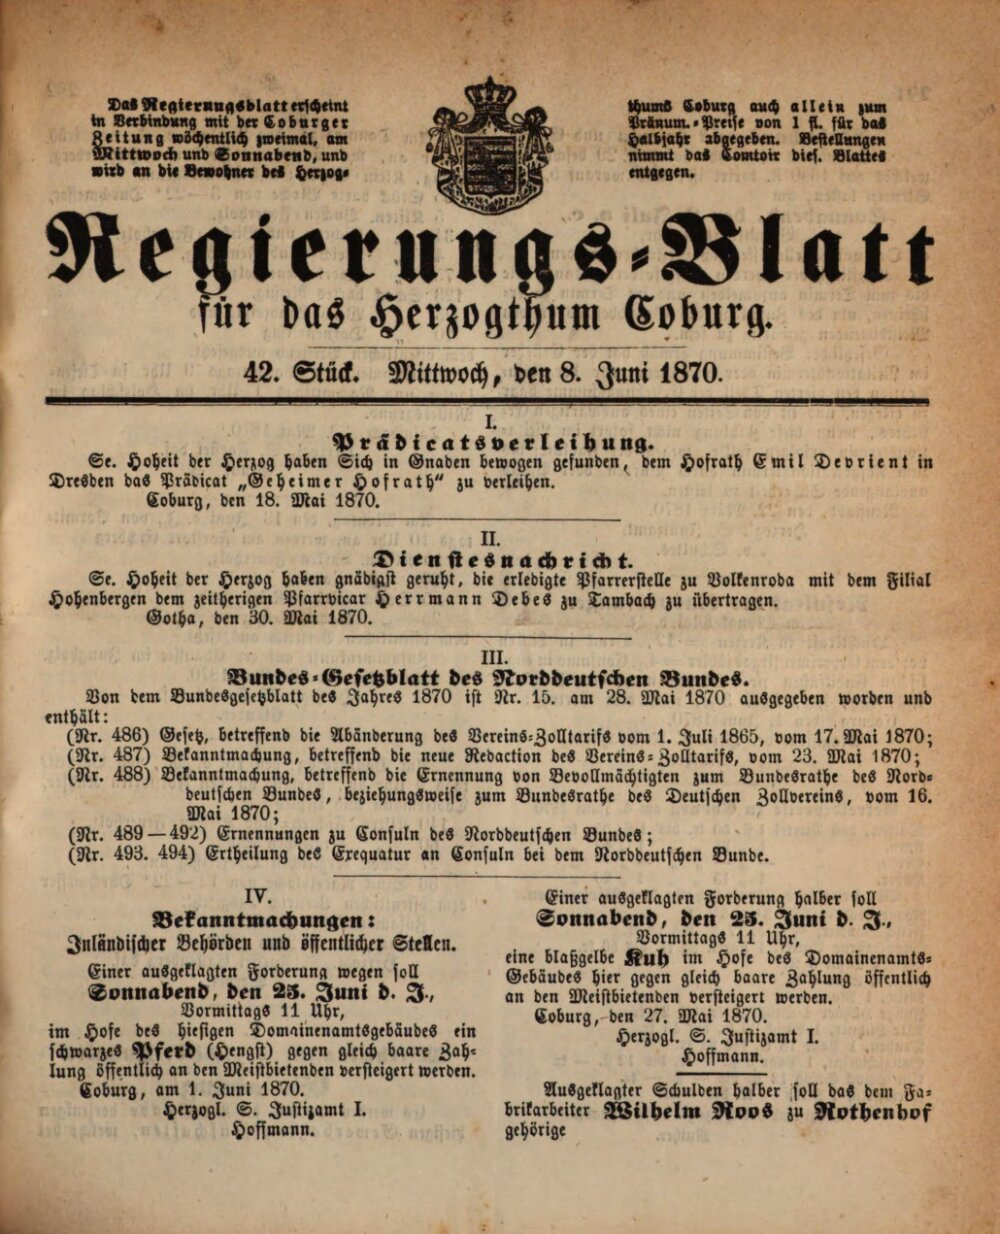 Das Regierungsblatt erscheint
in Verbindung mit der Coburger
Zeitung wöchentlich zweimal, am
Mittwoch und Sonnabend, und
wird an die Bewohner des Herzog-
thums Coburg auch allein zum
Pränum.-Preise von 1 fl. für das
Halbjahr abgegeben. Bestellungen
nimmt das Comtoir dies. Blattes
entgegen.
Regierungs-Blatt
für das Herzogthum Coburg.
42. Stück. Mittwoch, den 8. Juni 1870.
I.
Prädicatsverleihung.
Se. Hoheit der Herzog haben Sich in Gnaden bewogen gefunden, dem Hofrath Emil Devrient in
Dresden das Prädicat „Geheimer Hofrath“ zu verleihen.
Coburg, den 18. Mai 1870.
II.
Dienstesnachricht.
Se. Hoheit der Herzog haben gnädigst geruht, die erledigte Pfarrerstelle zu Volkenroda mit dem Filial
Hohenbergen dem zeitherigen Pfarrvicar Herrmann Debes zu Tambach zu übertragen.
Gotha, den 30. Mai 1870.
III.
Bundes-Gesetzblatt des Norddeutschen Bundes.
Von dem Bundesgesetzblatt des Jahres 1870 ist Nr. 15. am 28. Mai 1870 ausgegeben worden und
enthält:
(Nr. 486) Gesetz, betreffend die Abänderung des Vereins-Zolltarifs vom 1. Juli 1865, vom 17. Mai 1870;
(Nr. 487) Bekanntmachung, betreffend die neue Redaction des Vereins-Zolltarifs, vom 23. Mai 1870;
(Nr. 488) Bekanntmachung, betreffend die Ernennung von Bevollmächtigten zum Bundesrathe des Nord-
deutschen Bundes, beziehungsweise zum Bundesrathe des Deutschen Zollvereins, vom 16.
Mai 1870;
(Nr. 489—492) Ernennungen zu Consuln des Norddeutschen Bundes;
(Nr. 493. 494) Ertheilung des Exequatur an Consuln bei dem Norddeutschen Bunde.
IV.
Bekanntmachungen:
Inländischer Behörden und öffentlicher Stellen.
Einer ausgeklagten Forderung wegen soll
Sonnabend, den 25. Juni d. J.,
Vormittags 11 Uhr,
im Hofe des hiesigen Domainenamtsgebäudes ein
schwarzes Pferd (Hengst) gegen gleich baare Zah-
lung öffentlich an den Meistbietenden versteigert werden.
Coburg, am 1. Juni 1870.
Herzogl. S. Justizamt I.
Hoffmann.
Einer ausgeklagten Forderung halber soll
Sonnabend, den 25. Juni d. J.,
Vormittags 11 Uhr,
eine blaßgelbe Kuh im Hofe des Domainenamts-
Gebäudes hier gegen gleich baare Zahlung öffentlich
an den Meistbietenden versteigert werden.
Coburg, den 27. Mai 1870.
Herzogl. S. Justizamt I.
Hoffmann.
Ausgeklagter Schulden halber soll das dem Fa-
brikarbeiter Wilhelm Roos zu Rothenhof
gehörige